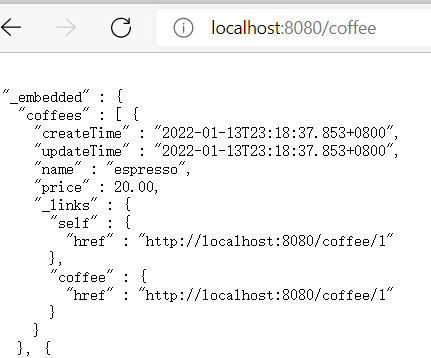 localhost:8080/coffee
"_embedded" : {
"coffees" : [ {
"createTime" : "2022-01-13T23:18:37.853+0800",
"updateTime" : "2022-01-13T23:18:37.853+0800",
"name" : "espresso",
"price" : 20.00,
"_links" : {
"self" : {
"href" : "http://localhost:8080/coffee/1"
},
"coffee" : {
"href" : "http://localhost:8080/coffee/1"
}
}
}, {